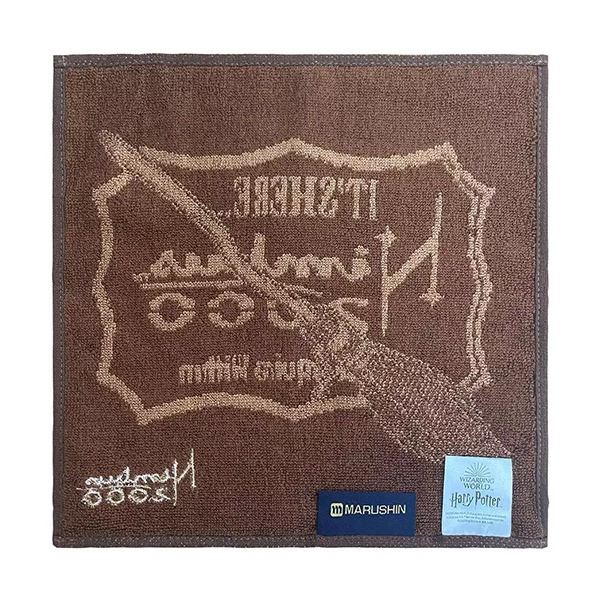 IT'S HERE...
Nimbus
2000
Nimbus
2000
m MARUSHIN
WIZARDING
WORLD
Harry Potter